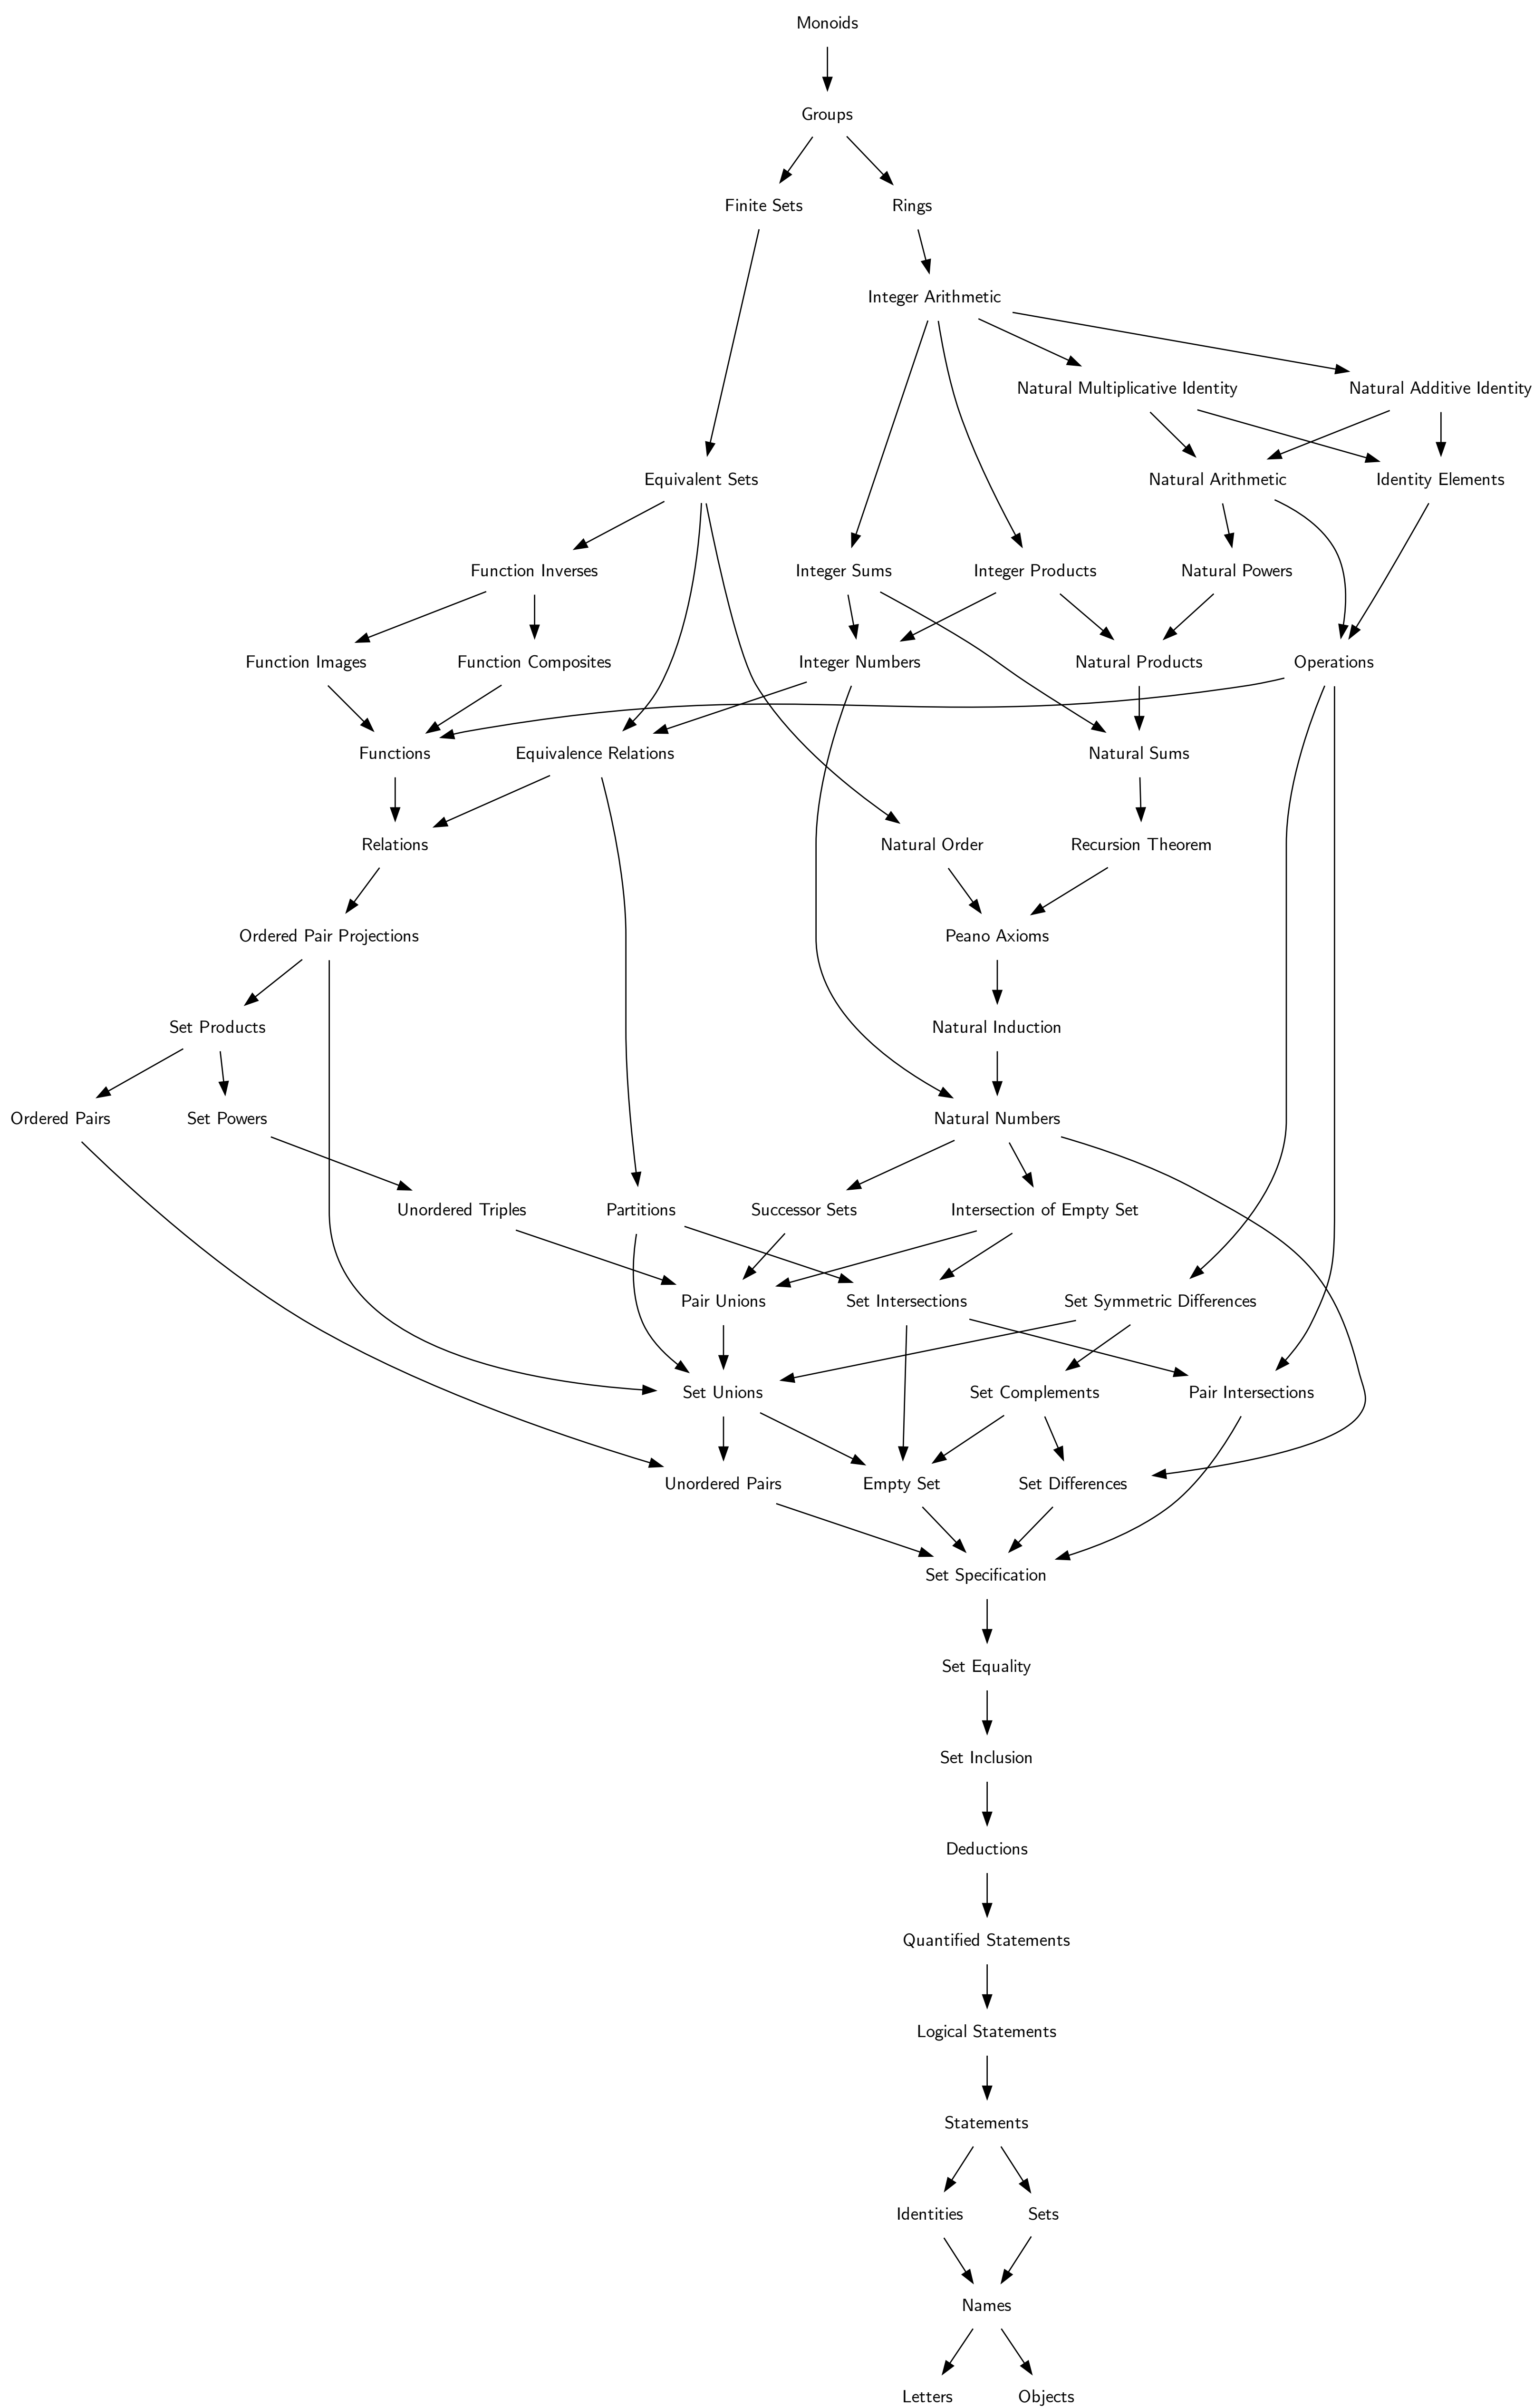 Monoids
Groups
Finite Sets
Rings
Integer Arithmetic
Natural Multiplicative Identity
Natural Additive Identity
Equivalent Sets
Natural Arithmetic
Identity Elements
Function Inverses
Integer Sums
Integer Products
Natural Powers
Function Images
Function Composites
Integer Numbers
Natural Products
Operations
Functions
Equivalence Relations
Natural Sums
Relations
Natural Order
Recursion Theorem
Ordered Pair Projections
Peano Axioms
Set Products
Natural Induction
Ordered Pairs
Set Powers
Natural Numbers
Unordered Triples
Partitions
Successor Sets
Intersection of Empty Set
Pair Unions
Set Intersections
Set Symmetric Differences
Set Unions
Set Complements
Pair Intersections
Unordered Pairs
Empty Set
Set Differences
Set Specification
Set Equality
Set Inclusion
Deductions
Quantified Statements
Logical Statements
Statements
Identities
Sets
Names
Letters
Objects